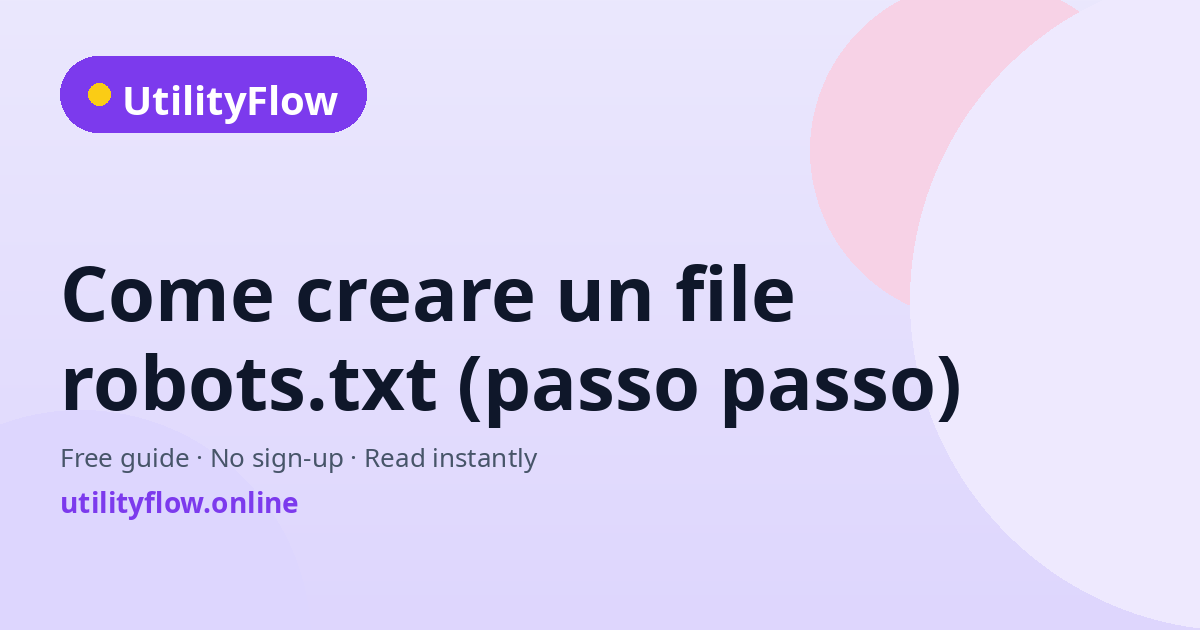 UtilityFlow
Come creare un file
robots.txt (passo passo)
Free guide · No sign-up · Read instantly
utilityflow.online